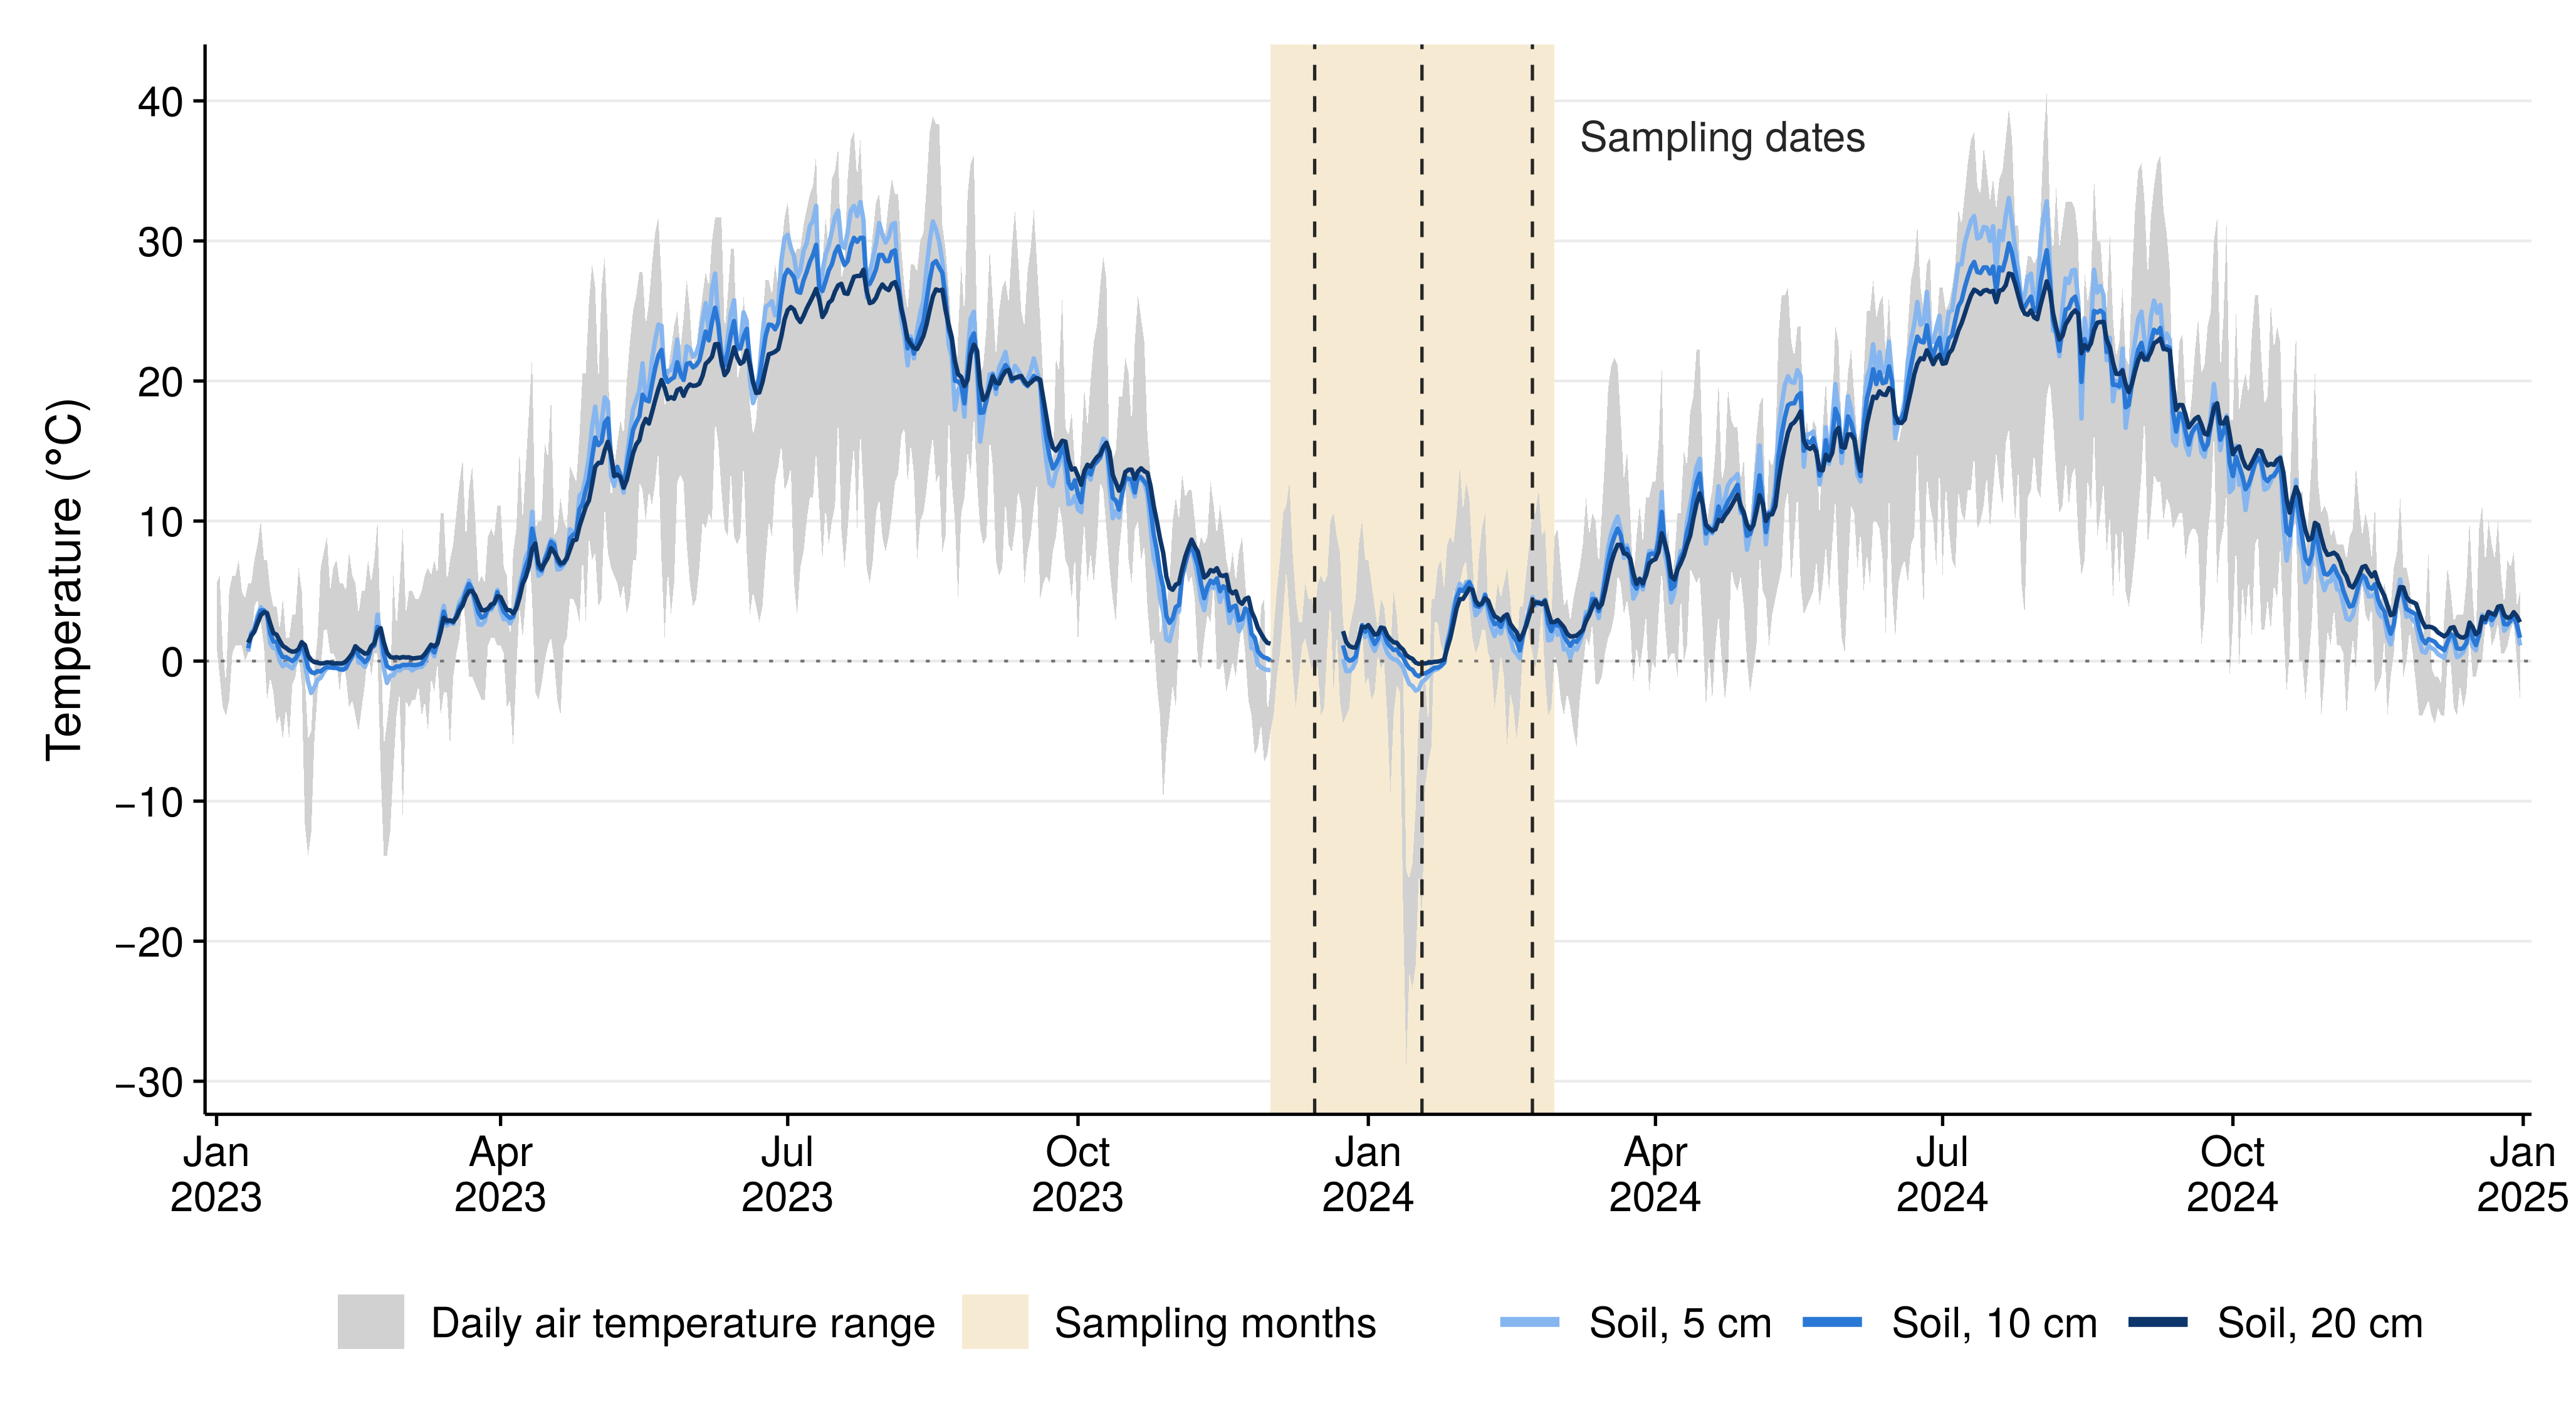 Temperature (°C)
40
30
20
10
0
−10
−20
−30
Sampling dates
Jan
2023
Apr
2023
Jul
2023
Oct
2023
Jan
2024
Apr
2024
Jul
2024
Oct
2024
Jan
2025
Daily air temperature range
Sampling months
Soil, 5 cm
Soil, 10 cm
Soil, 20 cm